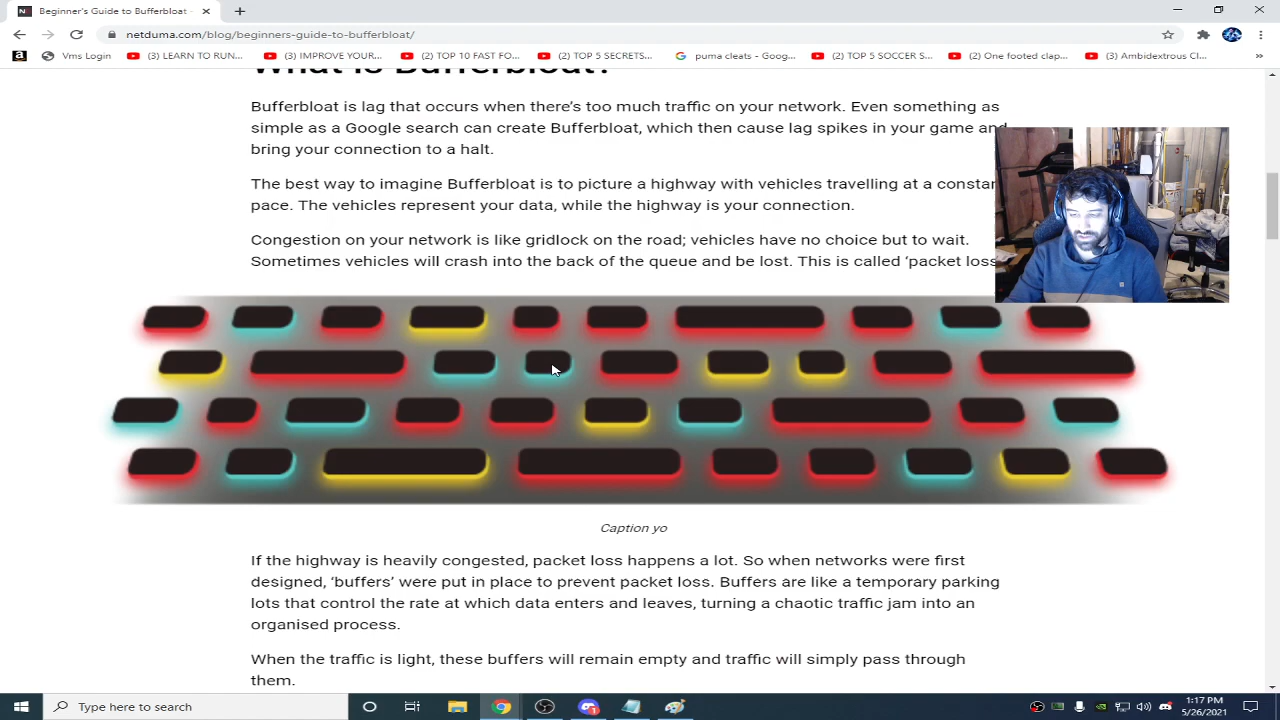 Beginner's Guide to Bufferbloat -
netduma.com/blog/beginners-guide-to-bufferbloat/
Vms Login
(3) LEARN TO RUN...
(3) IMPROVE YOUR...
(2) TOP 10 FAST FO...
(2) TOP 5 SECRETS...
puma cleats - Goog...
(2) TOP 5 SOCCER S...
(2) One footed clap...
(3) Ambidextrous Cl...
»
What is Bufferbloat?
Bufferbloat is lag that occurs when there's too much traffic on your network. Even something as
simple as a Google search can create Bufferbloat, which then cause lag spikes in your game and
bring your connection to a halt.
The best way to imagine Bufferbloat is to picture a highway with vehicles travelling at a constan
pace. The vehicles represent your data, while the highway is your connection.
Congestion on your network is like gridlock on the road; vehicles have no choice but to wait.
Sometimes vehicles will crash into the back of the queue and be lost. This is called ‘packet loss
Caption yo
If the highway is heavily congested, packet loss happens a lot. So when networks were first
designed, ‘buffers’ were put in place to prevent packet loss. Buffers are like a temporary parking
lots that control the rate at which data enters and leaves, turning a chaotic traffic jam into an
organised process.
When the traffic is light, these buffers will remain empty and traffic will simply pass through
them.
Type here to search
1:17 PM
5/26/2021